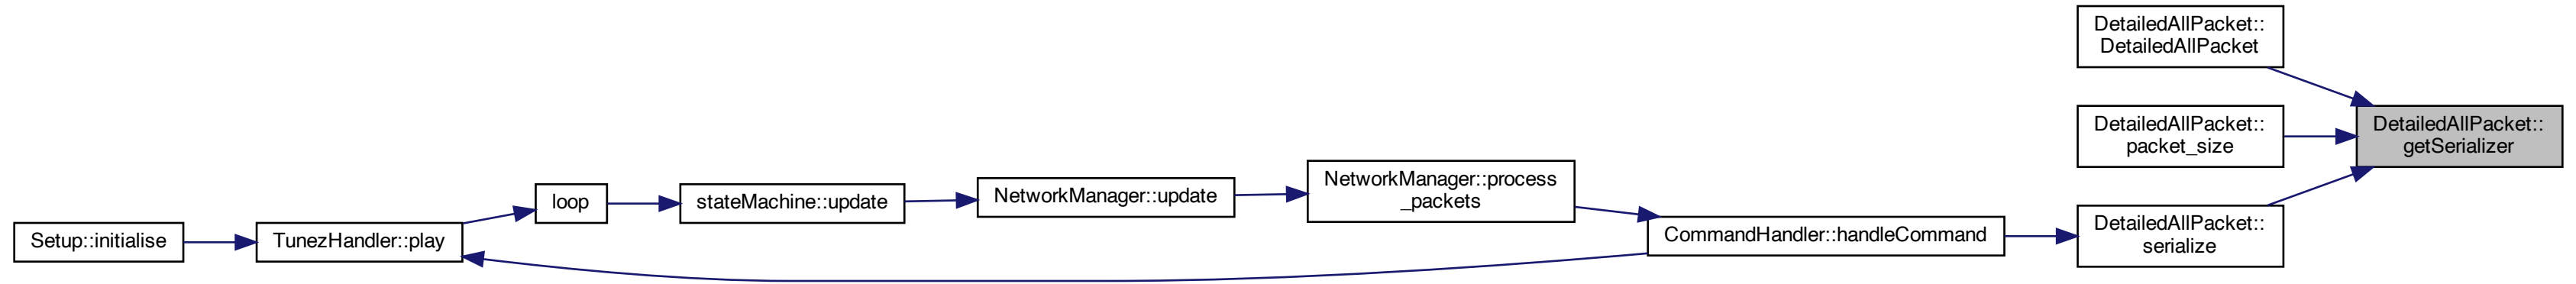 DetailedAllPacket::
DetailedAllPacket
DetailedAllPacket::
packet_size
DetailedAllPacket::
getSerializer
NetworkManager::process
_packets
NetworkManager::update
stateMachine::update
loop
Setup::initialise
TunezHandler::play
CommandHandler::handleCommand
DetailedAllPacket::
serialize